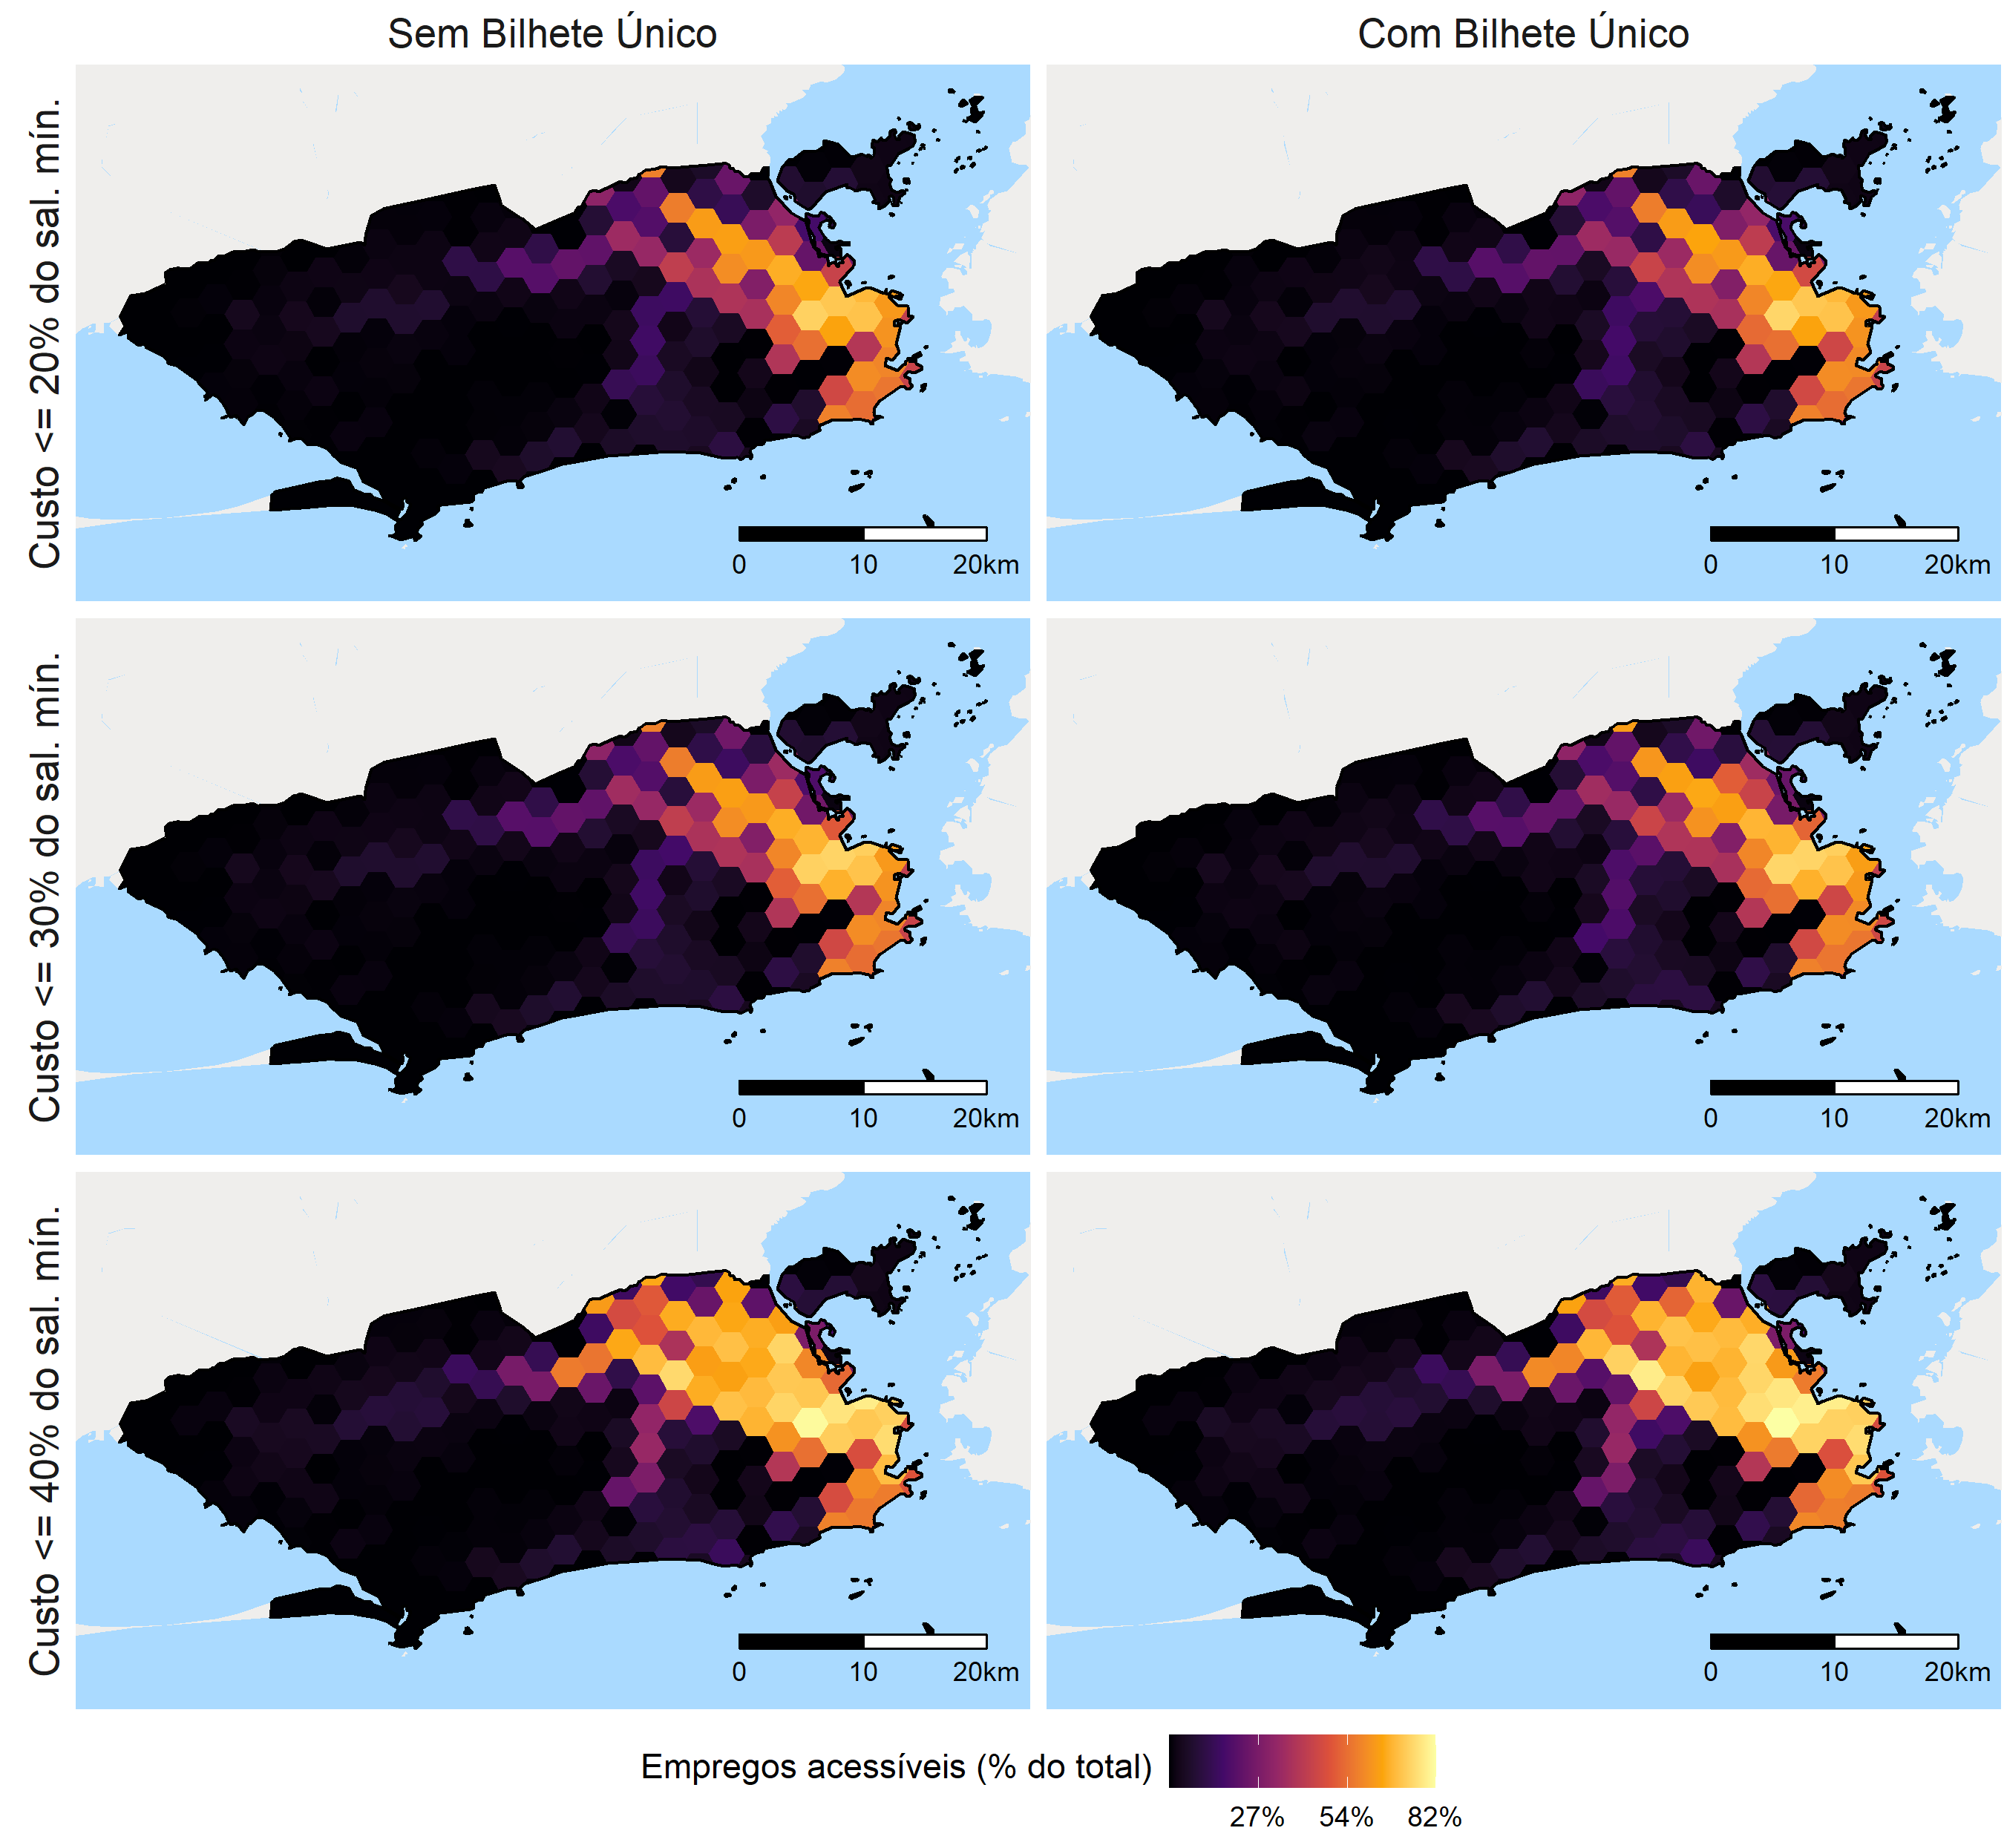 Sem Bilhete Único
Com Bilhete Único
Custo <= 20% do sal. mín.
0 10 20km
0 10 20km
Custo <= 30% do sal. mín.
0 10 20km
0 10 20km
Custo <= 40% do sal. mín.
0 10 20km
0 10 20km
Empregos acessíveis (% do total)
27% 54% 82%